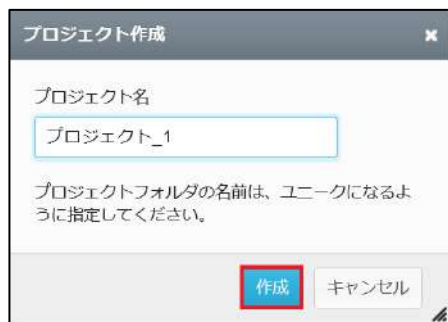 プロジェクト作成
プロジェクト名
プロジェクト_1
プロジェクトフォルダの名前は、ユニークになるよ
うに指定してください。
作成 キャンセル